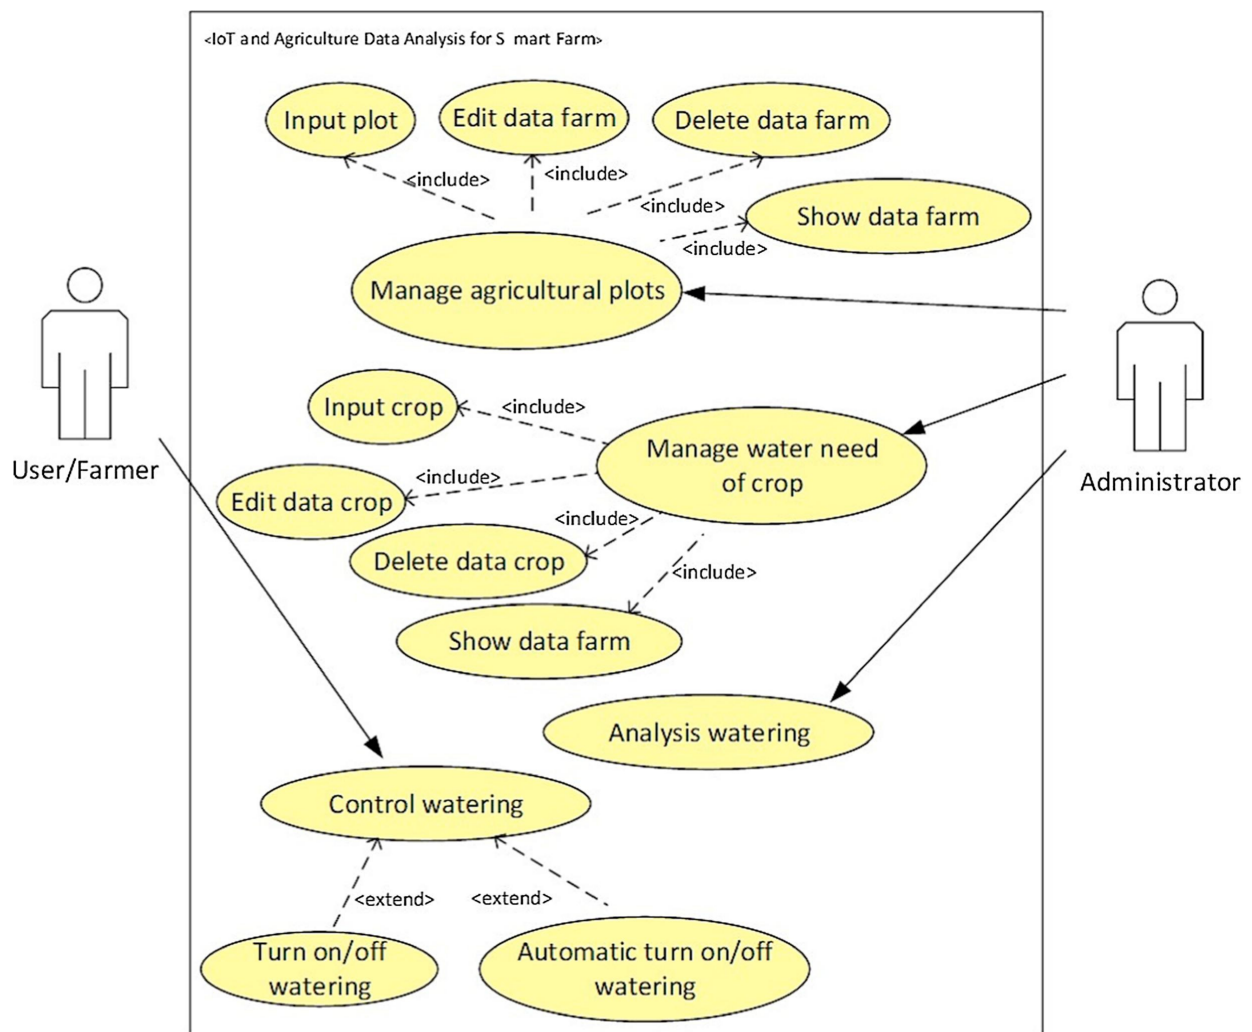 <IoT and Agriculture Data Analysis for S mart Farm>
Input plot
Edit data farm
Delete data farm
<include>
<include>
<include>
Show data farm
<include>
Manage agricultural plots
User/Farmer
Administrator
Input crop
<include>
Manage water need
of crop
Edit data crop
<include>
<include>
Delete data crop
<include>
Show data farm
Analysis watering
Control watering
<extend>
<extend>
Turn on/off
watering
Automatic turn on/off
watering